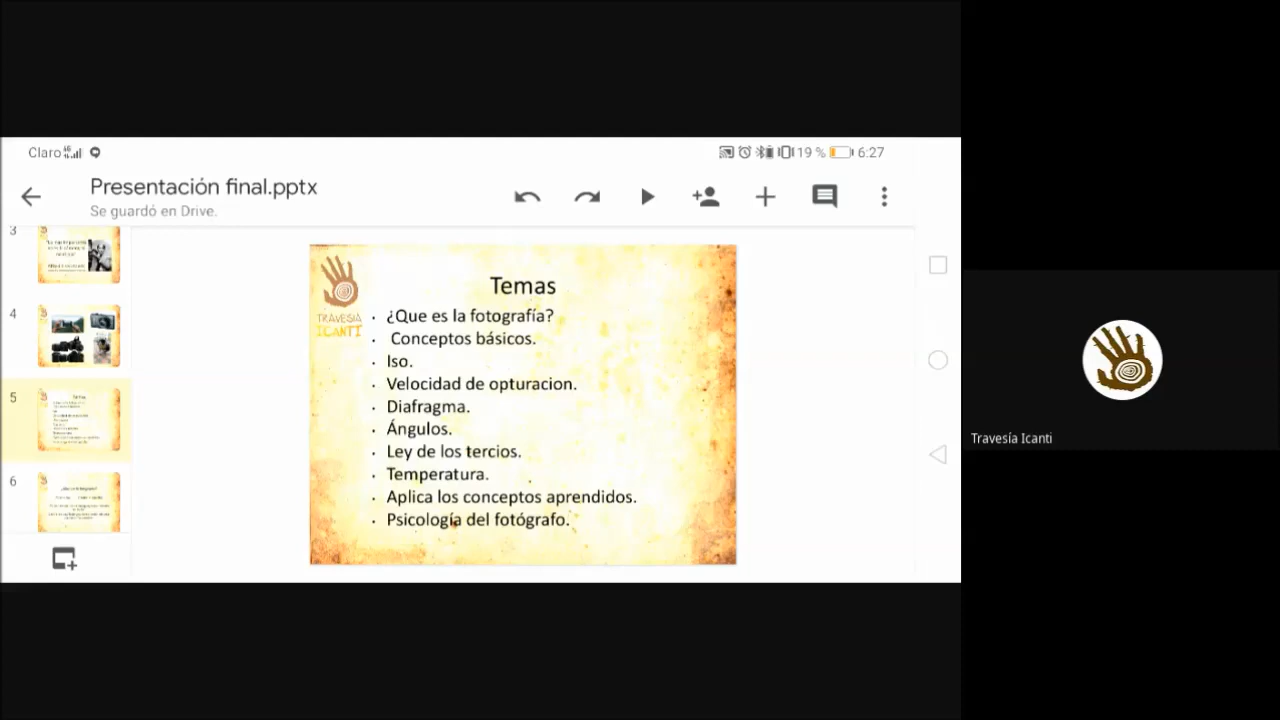 Claro 19 % 6:27
Presentación final.pptx
Se guardó en Drive.
3
4
5
6
TRAVESÍA
ICANTI
Temas
· ¿Que es la fotografía?
· Conceptos básicos.
· Iso.
· Velocidad de opturacion.
· Diafragma.
· Ángulos.
· Ley de los tercios.
· Temperatura.
· Aplica los conceptos aprendidos.
· Psicología del fotógrafo.
Travesía Icanti